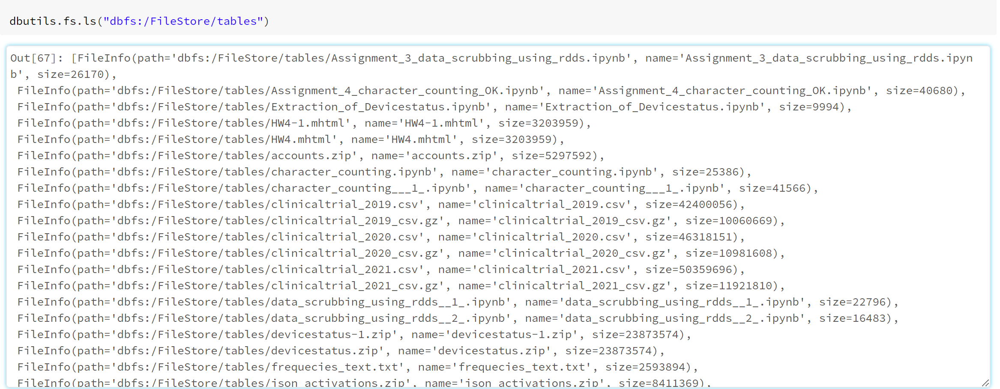 dbutils.fs.ls("dbfs:/FileStore/tables")
Out[67]: [FileInfo(path='dbfs:/FileStore/tables/Assignment_3_data_scrubbing_using_rdds.ipynb', name='Assignment_3_data_scrubbing_using_rdds.ipyn
b', size=26170),
 FileInfo(path='dbfs:/FileStore/tables/Assignment_4_character_counting_OK.ipynb', name='Assignment_4_character_counting_OK.ipynb', size=40680),
 FileInfo(path='dbfs:/FileStore/tables/Extraction_of_Devicestatus.ipynb', name='Extraction_of_Devicestatus.ipynb', size=9994),
 FileInfo(path='dbfs:/FileStore/tables/HW4-1.mhtml', name='HW4-1.mhtml', size=3203959),
 FileInfo(path='dbfs:/FileStore/tables/HW4.mhtml', name='HW4.mhtml', size=3203959),
 FileInfo(path='dbfs:/FileStore/tables/accounts.zip', name='accounts.zip', size=5297592),
 FileInfo(path='dbfs:/FileStore/tables/character_counting.ipynb', name='character_counting.ipynb', size=25386),
 FileInfo(path='dbfs:/FileStore/tables/character_counting___1_.ipynb', name='character_counting___1_.ipynb', size=41566),
 FileInfo(path='dbfs:/FileStore/tables/clinicaltrial_2019.csv', name='clinicaltrial_2019.csv', size=42400056),
 FileInfo(path='dbfs:/FileStore/tables/clinicaltrial_2019_csv.gz', name='clinicaltrial_2019_csv.gz', size=10060669),
 FileInfo(path='dbfs:/FileStore/tables/clinicaltrial_2020.csv', name='clinicaltrial_2020.csv', size=46318151),
 FileInfo(path='dbfs:/FileStore/tables/clinicaltrial_2020_csv.gz', name='clinicaltrial_2020_csv.gz', size=10981608),
 FileInfo(path='dbfs:/FileStore/tables/clinicaltrial_2021.csv', name='clinicaltrial_2021.csv', size=50359696),
 FileInfo(path='dbfs:/FileStore/tables/clinicaltrial_2021_csv.gz', name='clinicaltrial_2021_csv.gz', size=11921810),
 FileInfo(path='dbfs:/FileStore/tables/data_scrubbing_using_rdds__1_.ipynb', name='data_scrubbing_using_rdds__1_.ipynb', size=22796),
 FileInfo(path='dbfs:/FileStore/tables/data_scrubbing_using_rdds__2_.ipynb', name='data_scrubbing_using_rdds__2_.ipynb', size=16483),
 FileInfo(path='dbfs:/FileStore/tables/devicestatus-1.zip', name='devicestatus-1.zip', size=23873574),
 FileInfo(path='dbfs:/FileStore/tables/devicestatus.zip', name='devicestatus.zip', size=23873574),
 FileInfo(path='dbfs:/FileStore/tables/frequecies_text.txt', name='frequecies_text.txt', size=2593894),
 FileInfo(path='dbfs:/FileStore/tables/json_activations.zip', name='json_activations.zip', size=8411369),